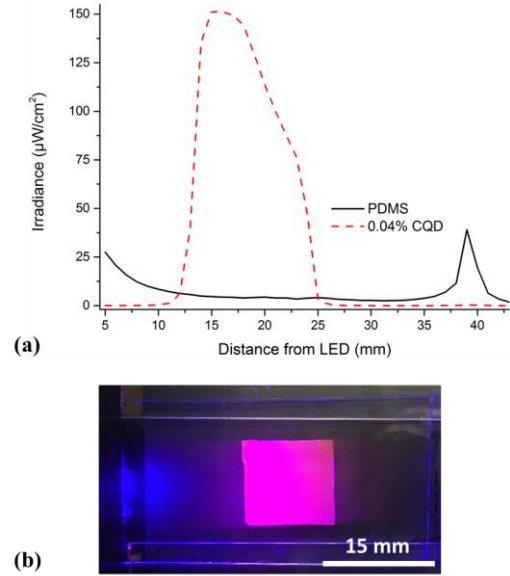 150
125
100
75
50
25
0
Irradiance (µW/cm²)
PDMS
0.04% CQD
5 10 15 20 25 30 35 40
Distance from LED (mm)
(a)
15 mm
(b)